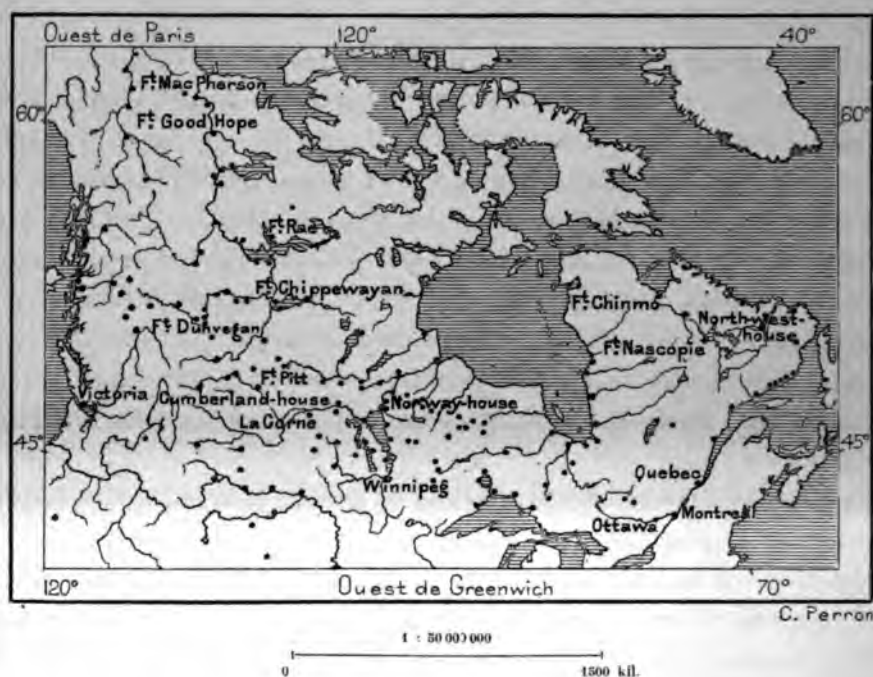 Ouest de Paris 120° 40°
Ft. MacPherson
60° 60°
Ft. Good Hope
Ft. Rae
Ft. Chippewayan
Ft. Chinmo
Ft. Dunvegan
North-west-
house
Ft. Nascopie
Ft. Pitt
Victoria
Cumberland-house
Norway-house
La Corne
45° 45°
Quebec
Winnipeg
Ottawa
Montreal
120° Ouest de Greenwich 70°
C. Perron
1 : 50 000 000
0 1500 kil.